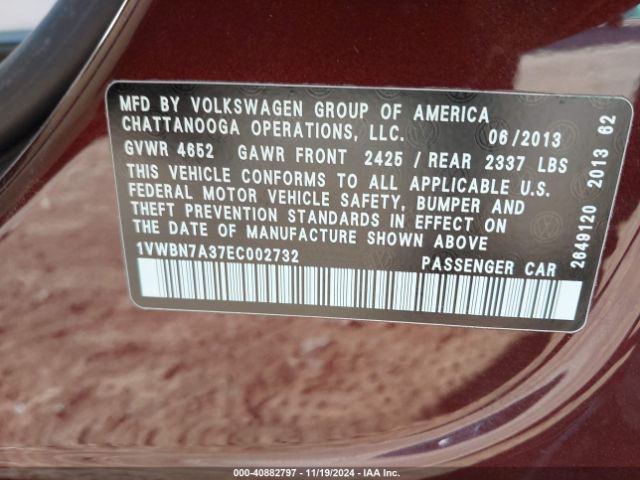 MFD BY VOLKSWAGEN GROUP OF AMERICA
CHATTANOOGA OPERATIONS, LLC. 06/2013
GVWR 4652 GAWR FRONT 2425 / REAR 2337 LBS
THIS VEHICLE CONFORMS TO ALL APPLICABLE U.S.
FEDERAL MOTOR VEHICLE SAFETY, BUMPER AND
THEFT PREVENTION STANDARDS IN EFFECT ON
THE DATE OF MANUFACTURE SHOWN ABOVE
1VWBN7A37EC002732 PASSENGER CAR
2649120 2013 62
000-40882797 - 11/19/2024 - IAA Inc.